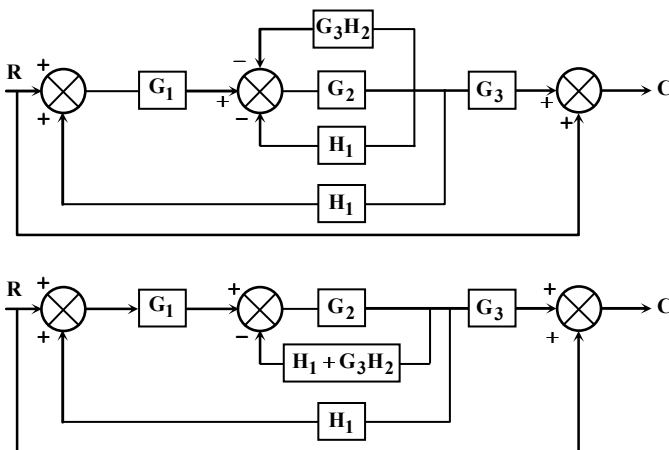 G₃H₂
R + − G₁ + G₂ G₃ + C
+ − +
H₁
H₁
R + G₁ + G₂ G₃ + C
+ − +
H₁ + G₃H₂
H₁